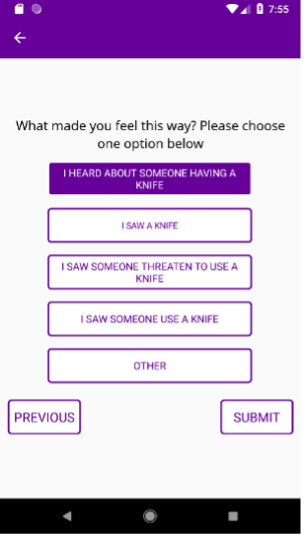 7:55
What made you feel this way? Please choose
one option below
I HEARD ABOUT SOMEONE HAVING A
KNIFE
I SAW A KNIFE
I SAW SOMEONE THREATEN TO USE A
KNIFE
I SAW SOMEONE USE A KNIFE
OTHER
PREVIOUS
SUBMIT